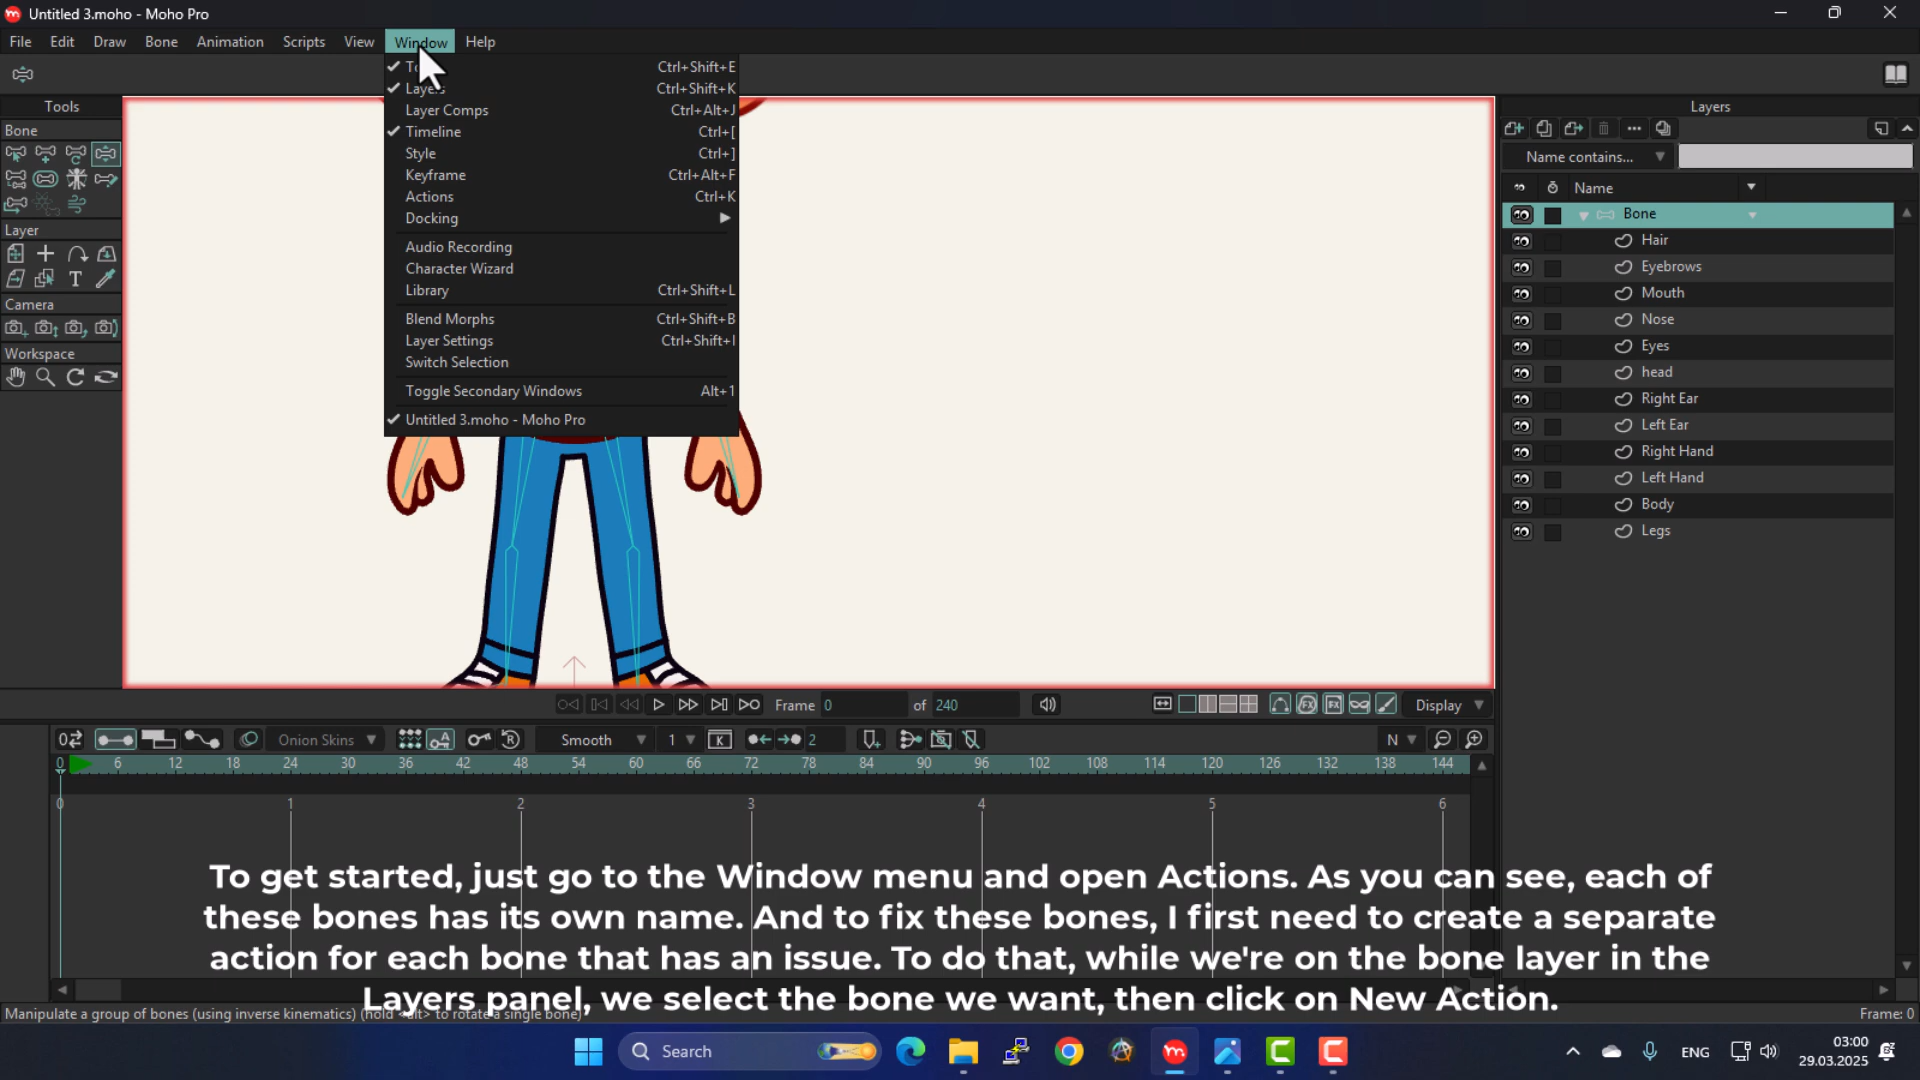 Untitled 3.moho - Moho Pro
File Edit Draw Bone Animation Scripts View Window Help
Tools
Bone
Layer
Camera
Workspace
Ctrl+Shift+E
Layers Ctrl+Shift+K
Layer Comps Ctrl+Alt+J
Timeline Ctrl+[
Style Ctrl+]
Keyframe Ctrl+Alt+F
Actions Ctrl+K
Docking
Audio Recording
Character Wizard
Library Ctrl+Shift+L
Blend Morphs Ctrl+Shift+B
Layer Settings Ctrl+Shift+I
Switch Selection
Toggle Secondary Windows Alt+1
Untitled 3.moho - Moho Pro
Layers
Name contains...
Name
Bone
Hair
Eyebrows
Mouth
Nose
Eyes
head
Right Ear
Left Ear
Right Hand
Left Hand
Body
Legs
Frame 0 of 240 Display
Onion Skins Smooth 1 2 N
0 6 12 18 24 30 36 42 48 54 60 66 72 78 84 90 96 102 108 114 120 126 132 138 144
0 1 2 3 4 5 6
To get started, just go to the Window menu and open Actions. As you can see, each of
these bones has its own name. And to fix these bones, I first need to create a separate
action for each bone that has an issue. To do that, while we're on the bone layer in the
Layers panel, we select the bone we want, then click on New Action.
Manipulate a group of bones (using inverse kinematics) (hold <alt> to rotate a single bone) Frame: 0
Search
ENG
03:00
29.03.2025